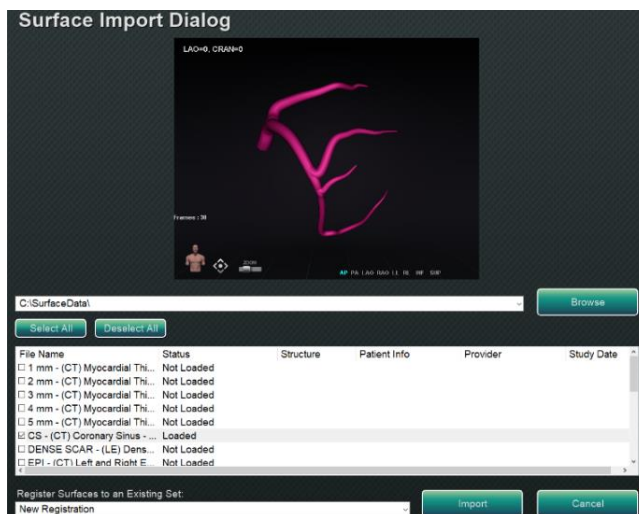 Surface Import Dialog
LAO=0, CRAN=0
Frames : 30
ZOOM
AP PA LAO RAO LL RL INF SUP
C:\SurfaceData\
Browse
Select All Deselect All
File Name Status Structure Patient Info Provider Study Date
1 mm - (CT) Myocardial Thi... Not Loaded
2 mm - (CT) Myocardial Thi... Not Loaded
3 mm - (CT) Myocardial Thi... Not Loaded
4 mm - (CT) Myocardial Thi... Not Loaded
5 mm - (CT) Myocardial Thi... Not Loaded
CS - (CT) Coronary Sinus - ... Loaded
DENSE SCAR - (LE) Dens... Not Loaded
EPI - (CT) Left and Right E... Not Loaded
Register Surfaces to an Existing Set:
New Registration
Import
Cancel